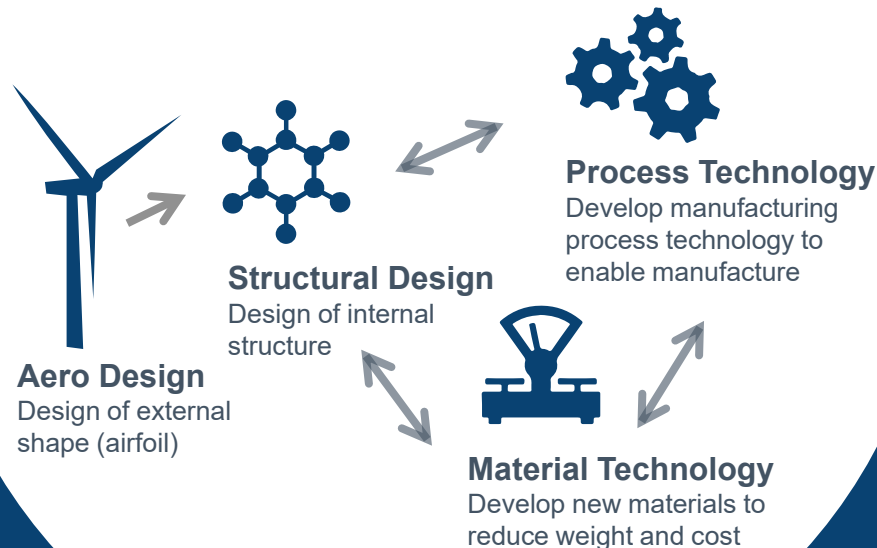 Aero Design
Design of external
shape (airfoil)
Structural Design
Design of internal
structure
Process Technology
Develop manufacturing
process technology to
enable manufacture
Material Technology
Develop new materials to
reduce weight and cost